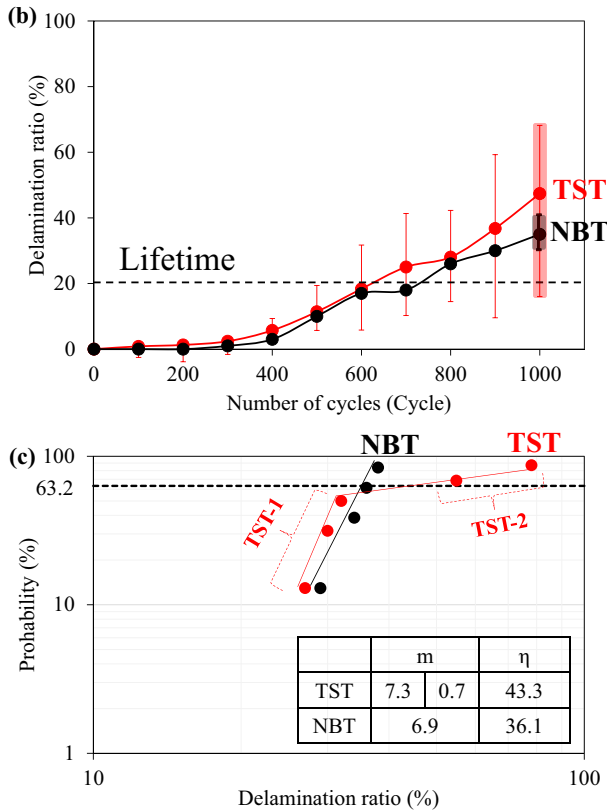 (b)
100
80
60
40
20
0
Delamination ratio (%)
TST
NBT
Lifetime
0 200 400 600 800 1000
Number of cycles (Cycle)
(c)
NBT TST
100
63.2
10
1
Prohability (%)
TST-1
TST-2
m η
TST 7.3 0.7 43.3
NBT 6.9 36.1
10 100
Delamination ratio (%)